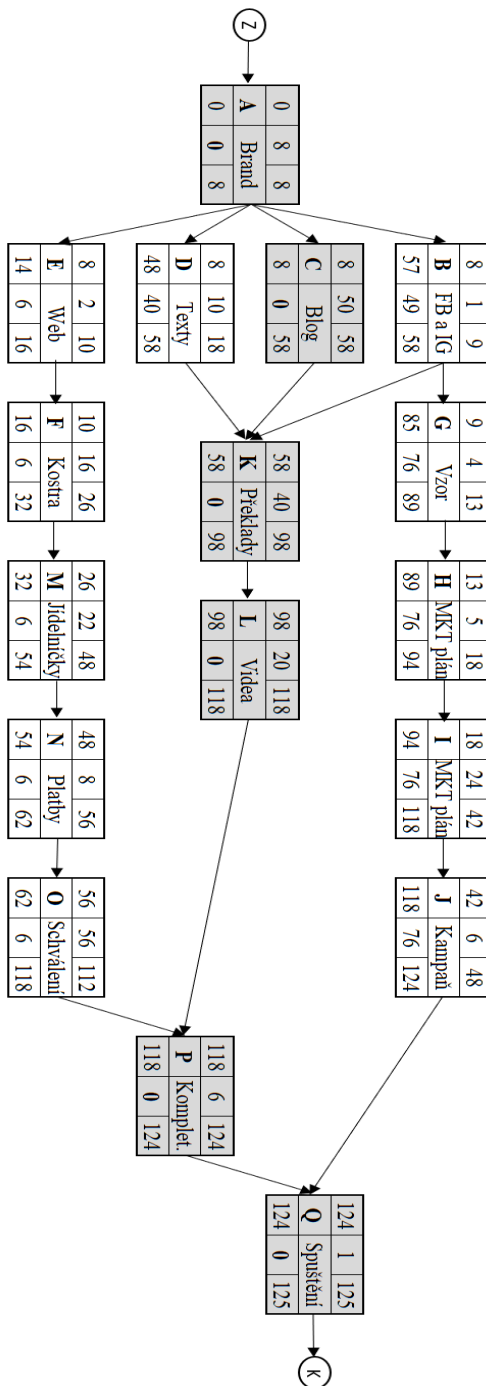 Z
0 8 8
A Brand
0 0 8
8 1 9
B FB a IG
57 49 58
8 50 58
C Blog
8 0 58
8 10 18
D Texty
48 40 58
8 2 10
E Web
14 6 16
9 4 13
G Vzor
85 76 89
58 40 98
K Překlady
58 0 98
10 16 26
F Kostra
16 6 32
13 5 18
H MKT plán
89 76 94
98 20 118
L Videa
98 0 118
26 22 48
M Jídelníčky
32 6 54
18 24 42
I MKT plán
94 76 118
48 8 56
N Platby
54 6 62
42 6 48
J Kampaň
118 76 124
56 56 112
O Schválení
62 6 118
118 6 124
P Komplet.
118 0 124
124 1 125
Q Spuštění
124 0 125
K